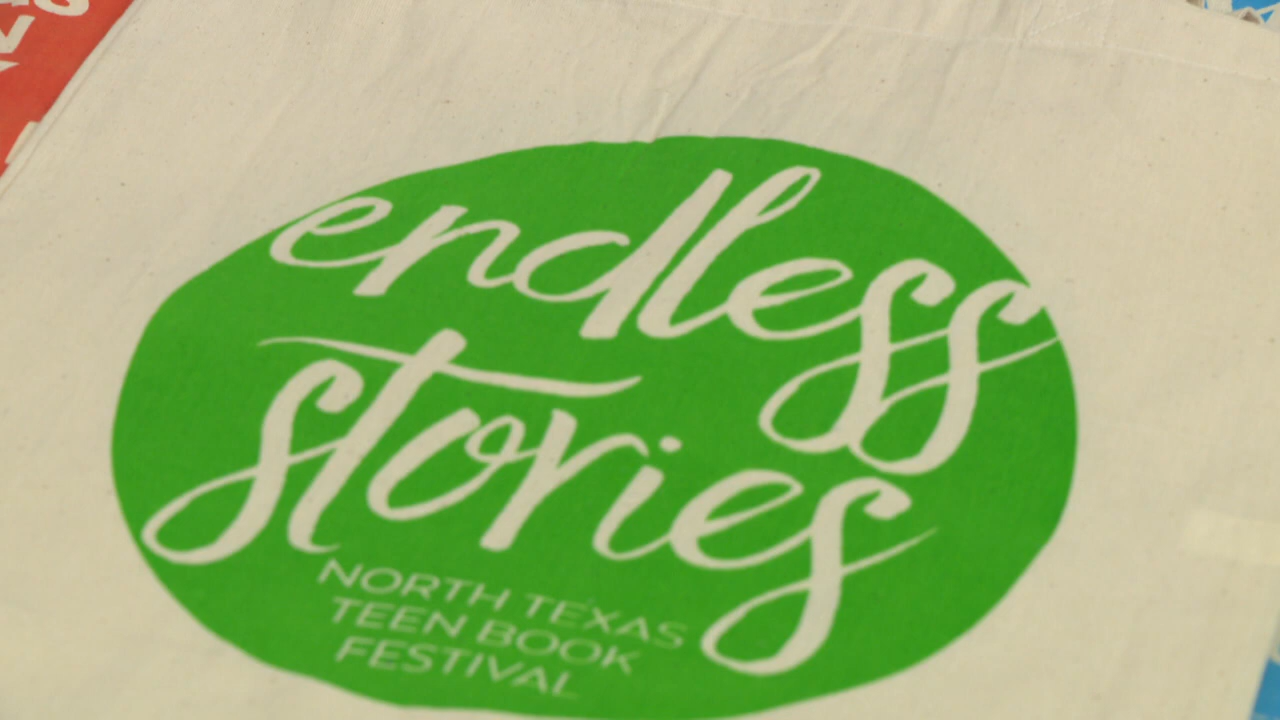 endless
stories
NORTH TEXAS
TEEN BOOK
FESTIVAL